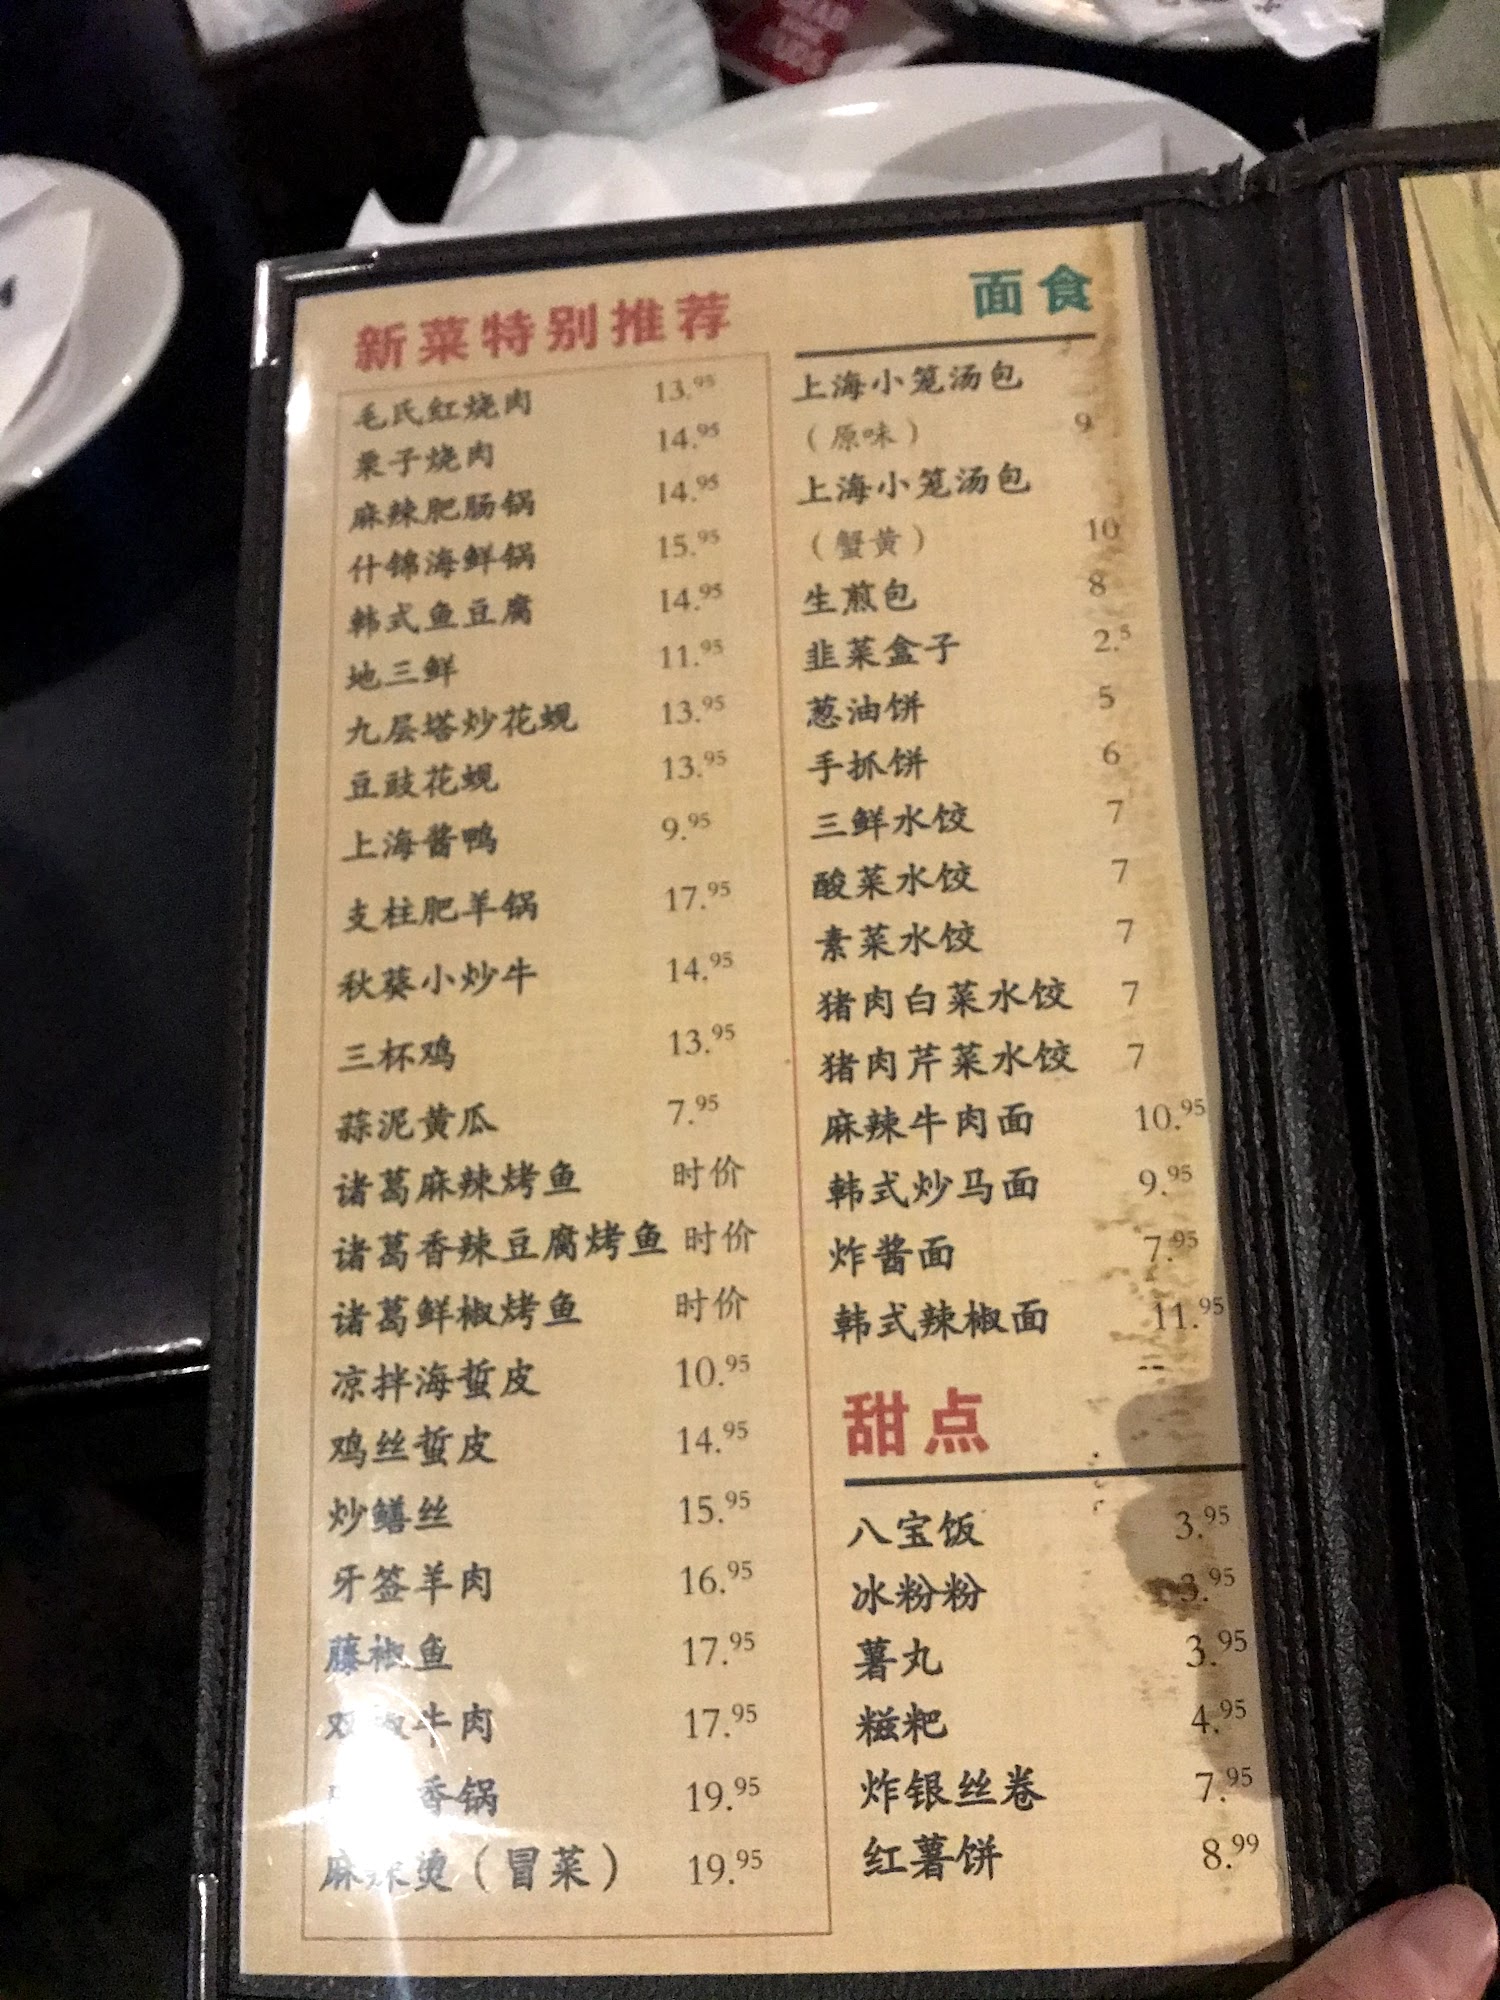 新菜特别推荐
毛氏红烧肉 13.95
栗子烧肉 14.95
麻辣肥肠锅 14.95
什锦海鲜锅 15.95
韩式鱼豆腐 14.95
地三鲜 11.95
九层塔炒花蚬 13.95
豆豉花蚬 13.95
上海酱鸭 9.95
支柱肥羊锅 17.95
秋葵小炒牛 14.95
三杯鸡 13.95
蒜泥黄瓜 7.95
诸葛麻辣烤鱼 时价
诸葛香辣豆腐烤鱼 时价
诸葛鲜椒烤鱼 时价
凉拌海蜇皮 10.95
鸡丝蜇皮 14.95
炒鳝丝 15.95
牙签羊肉 16.95
藤椒鱼 17.95
双椒牛肉 17.95
香锅 19.95
麻辣烫（冒菜） 19.95
面食
上海小笼汤包
（原味） 9
上海小笼汤包
（蟹黄） 10
生煎包 8
韭菜盒子 2.5
葱油饼 5
手抓饼 6
三鲜水饺 7
酸菜水饺 7
素菜水饺 7
猪肉白菜水饺 7
猪肉芹菜水饺 7
麻辣牛肉面 10.95
韩式炒马面 9.95
炸酱面 7.95
韩式辣椒面 11.95
甜点
八宝饭 3.95
冰粉粉 3.95
薯丸 3.95
糍粑 4.95
炸银丝卷 7.95
红薯饼 8.99